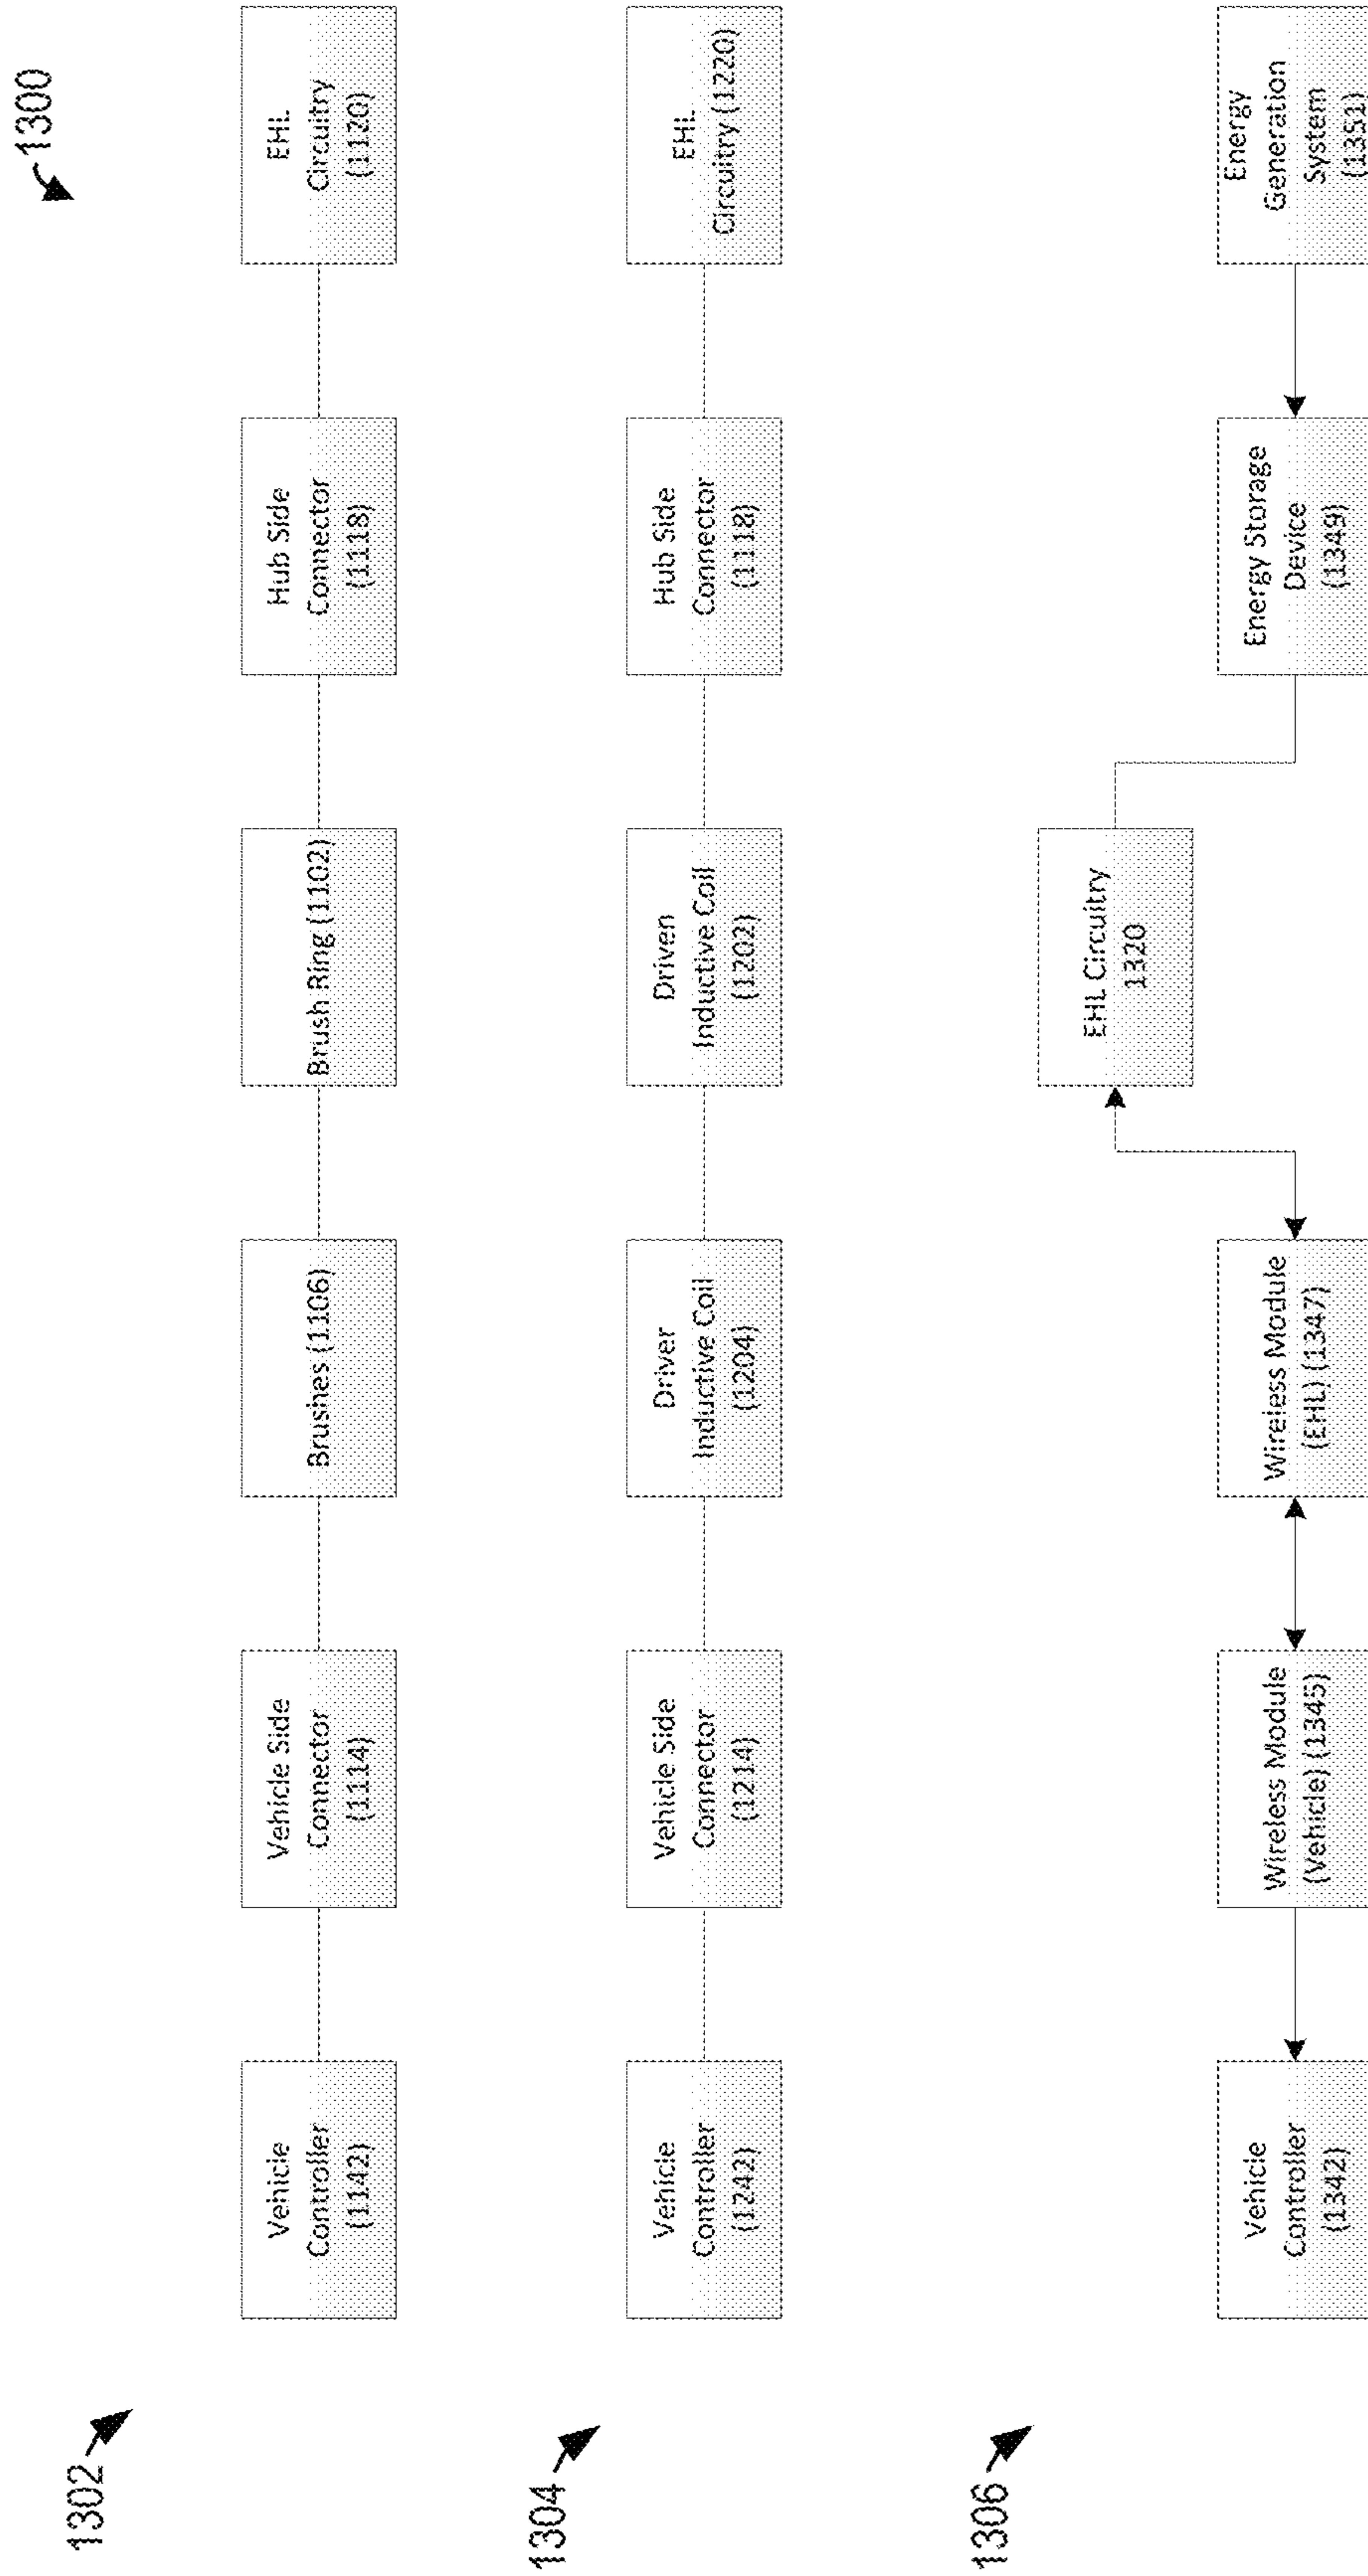 1300
1302
Vehicle
Controller
(1142)
Vehicle Side
Connector
(1114)
Brushes (1106)
Brush Ring (1102)
Hub Side
Connector
(1118)
EHL
Circuitry
(1120)
1304
Vehicle
Controller
(1242)
Vehicle Side
Connector
(1214)
Driver
Inductive Coil
(1204)
Driven
Inductive Coil
(1202)
Hub Side
Connector
(1118)
EHL
Circuitry (1220)
1306
Vehicle
Controller
(1342)
Wireless Module
(Vehicle) (1345)
Wireless Module
(EHL) (1347)
EHL Circuitry
1320
Energy Storage
Device
(1349)
Energy
Generation
System
(1351)